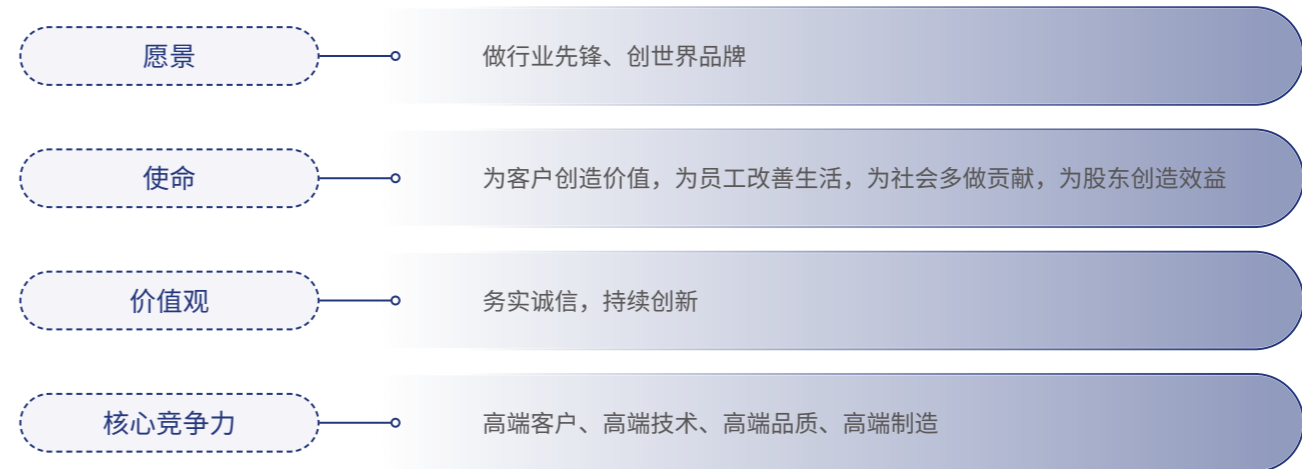 愿景
做行业先锋、创世界品牌
使命
为客户创造价值，为员工改善生活，为社会多做贡献，为股东创造效益
价值观
务实诚信，持续创新
核心竞争力
高端客户、高端技术、高端品质、高端制造